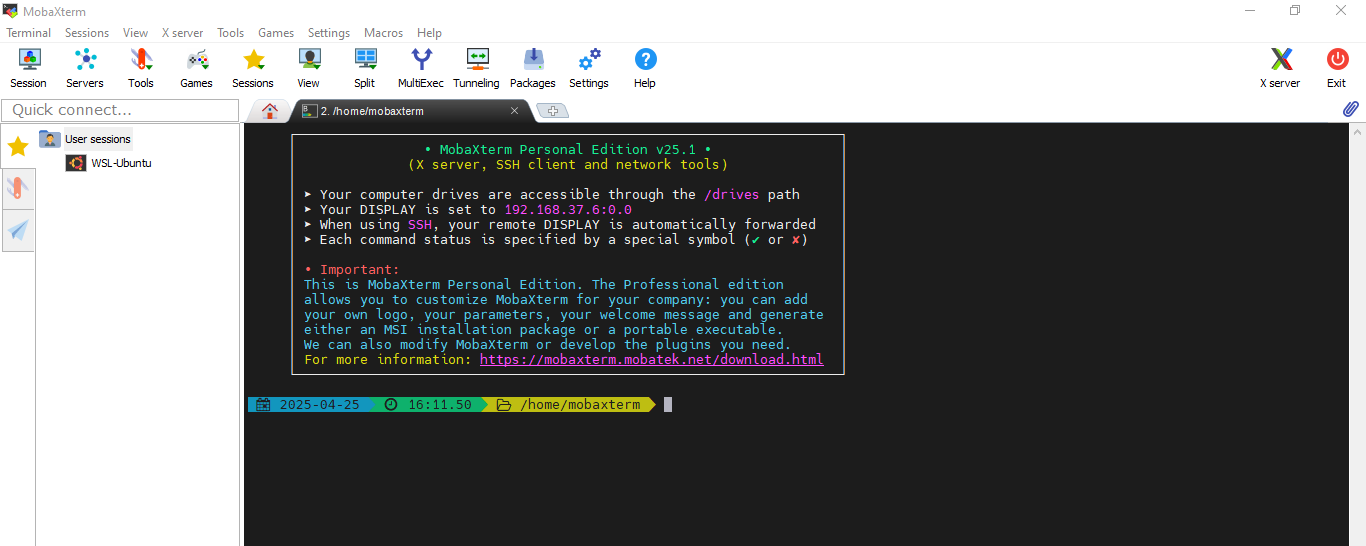 MobaXterm
Terminal Sessions View X server Tools Games Settings Macros Help
Session Servers Tools Games Sessions View Split MultiExec Tunneling Packages Settings Help X server Exit
Quick connect...
2. /home/mobaxterm
User sessions
WSL-Ubuntu
• MobaXterm Personal Edition v25.1 •
(X server, SSH client and network tools)
➤ Your computer drives are accessible through the /drives path
➤ Your DISPLAY is set to 192.168.37.6:0.0
➤ When using SSH, your remote DISPLAY is automatically forwarded
➤ Each command status is specified by a special symbol (✔ or ✘)
• Important:
This is MobaXterm Personal Edition. The Professional edition
allows you to customize MobaXterm for your company: you can add
your own logo, your parameters, your welcome message and generate
either an MSI installation package or a portable executable.
We can also modify MobaXterm or develop the plugins you need.
For more information: https://mobaxterm.mobatek.net/download.html
2025-04-25 16:11.50 /home/mobaxterm